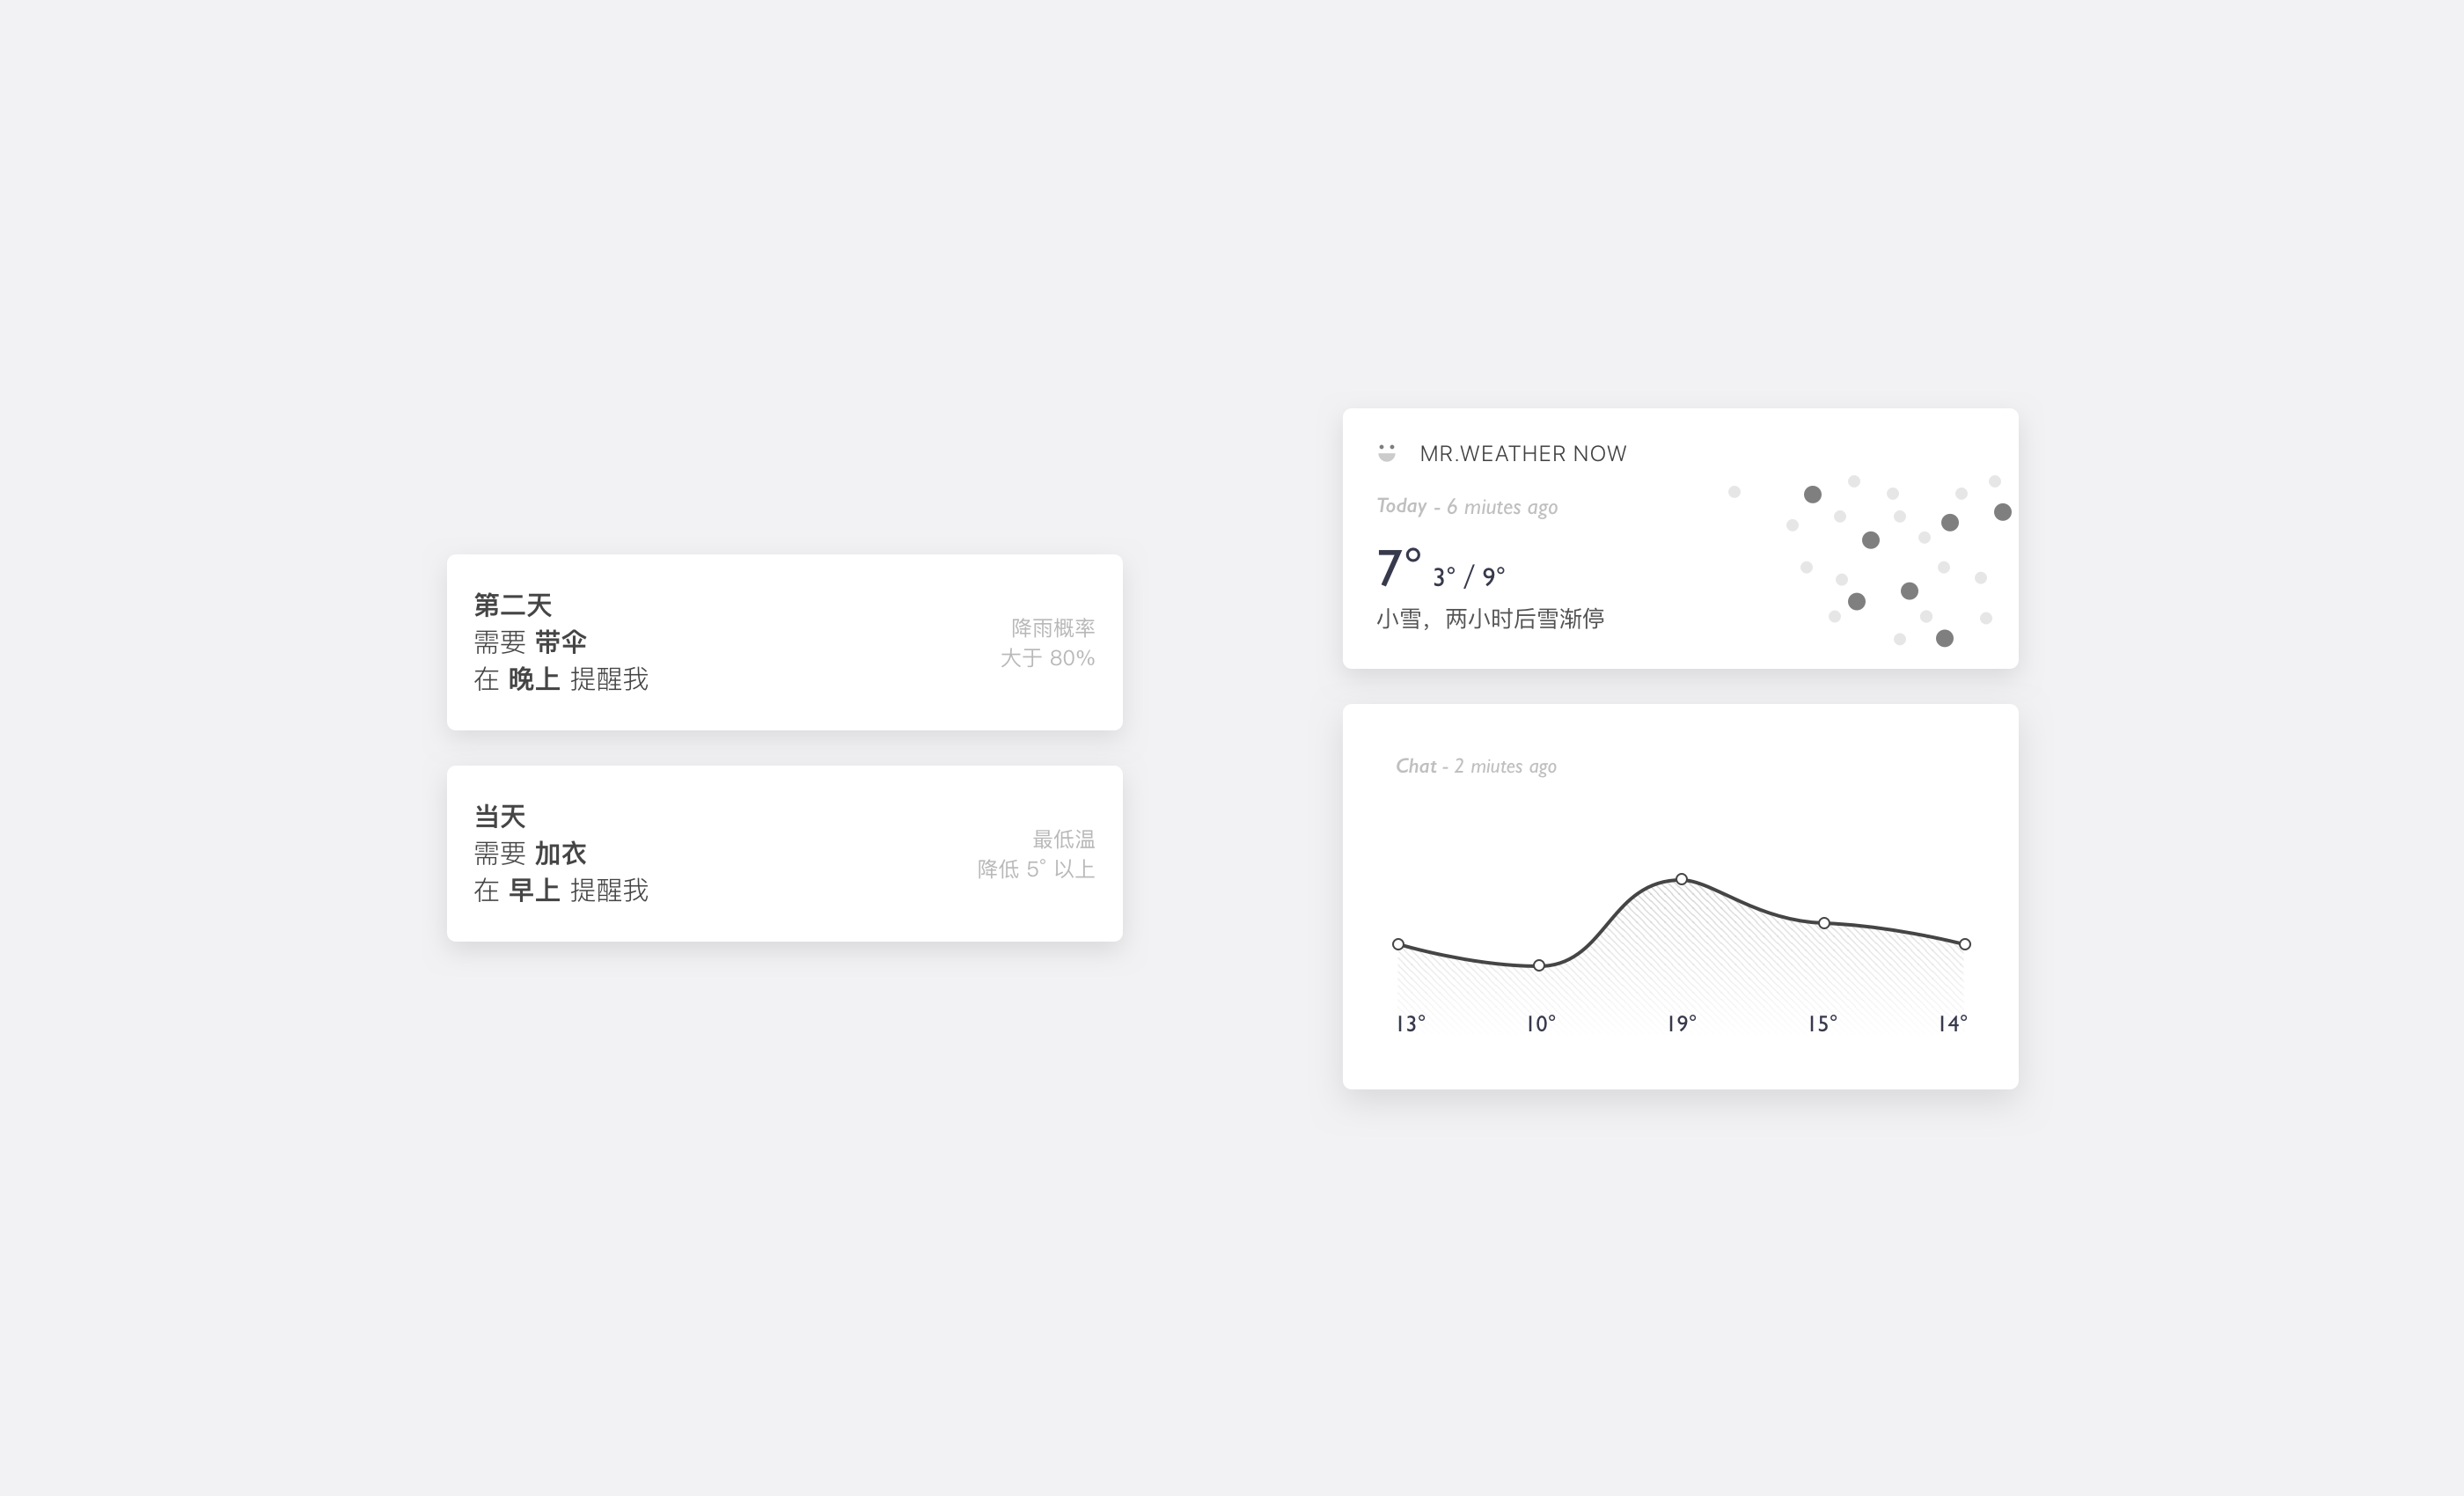 第二天
需要 带伞
在 晚上 提醒我
降雨概率
大于 80%
当天
需要 加衣
在 早上 提醒我
最低温
降低 5° 以上
MR.WEATHER NOW
Today - 6 miutes ago
7° 3° / 9°
小雪，两小时后雪渐停
Chat - 2 miutes ago
13° 10° 19° 15° 14°